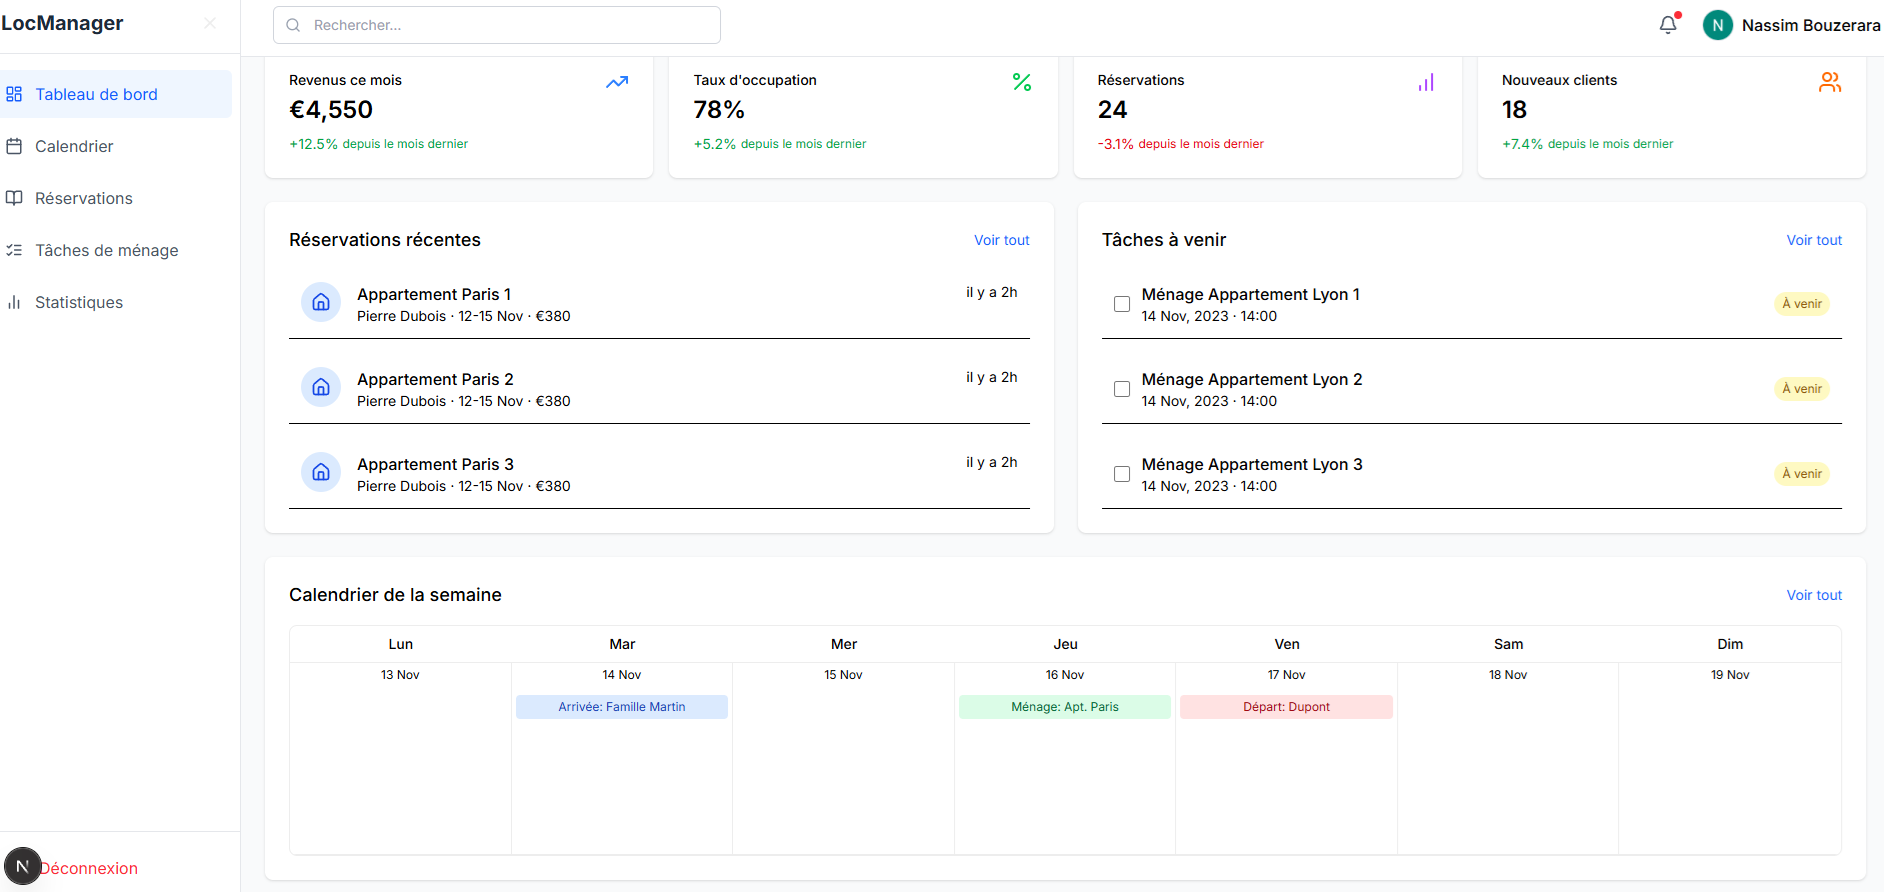 LocManager
Rechercher...
N
Nassim Bouzerara
Tableau de bord
Calendrier
Réservations
Tâches de ménage
Statistiques
N
Déconnexion
Revenus ce mois
€4,550
+12.5% depuis le mois dernier
Taux d'occupation
78%
+5.2% depuis le mois dernier
Réservations
24
-3.1% depuis le mois dernier
Nouveaux clients
18
+7.4% depuis le mois dernier
Réservations récentes
Voir tout
Appartement Paris 1
il y a 2h
Pierre Dubois · 12-15 Nov · €380
Appartement Paris 2
il y a 2h
Pierre Dubois · 12-15 Nov · €380
Appartement Paris 3
il y a 2h
Pierre Dubois · 12-15 Nov · €380
Tâches à venir
Voir tout
Ménage Appartement Lyon 1
14 Nov, 2023 · 14:00
À venir
Ménage Appartement Lyon 2
14 Nov, 2023 · 14:00
À venir
Ménage Appartement Lyon 3
14 Nov, 2023 · 14:00
À venir
Calendrier de la semaine
Voir tout
Lun Mar Mer Jeu Ven Sam Dim
13 Nov 14 Nov 15 Nov 16 Nov 17 Nov 18 Nov 19 Nov
Arrivée: Famille Martin
Ménage: Apt. Paris
Départ: Dupont